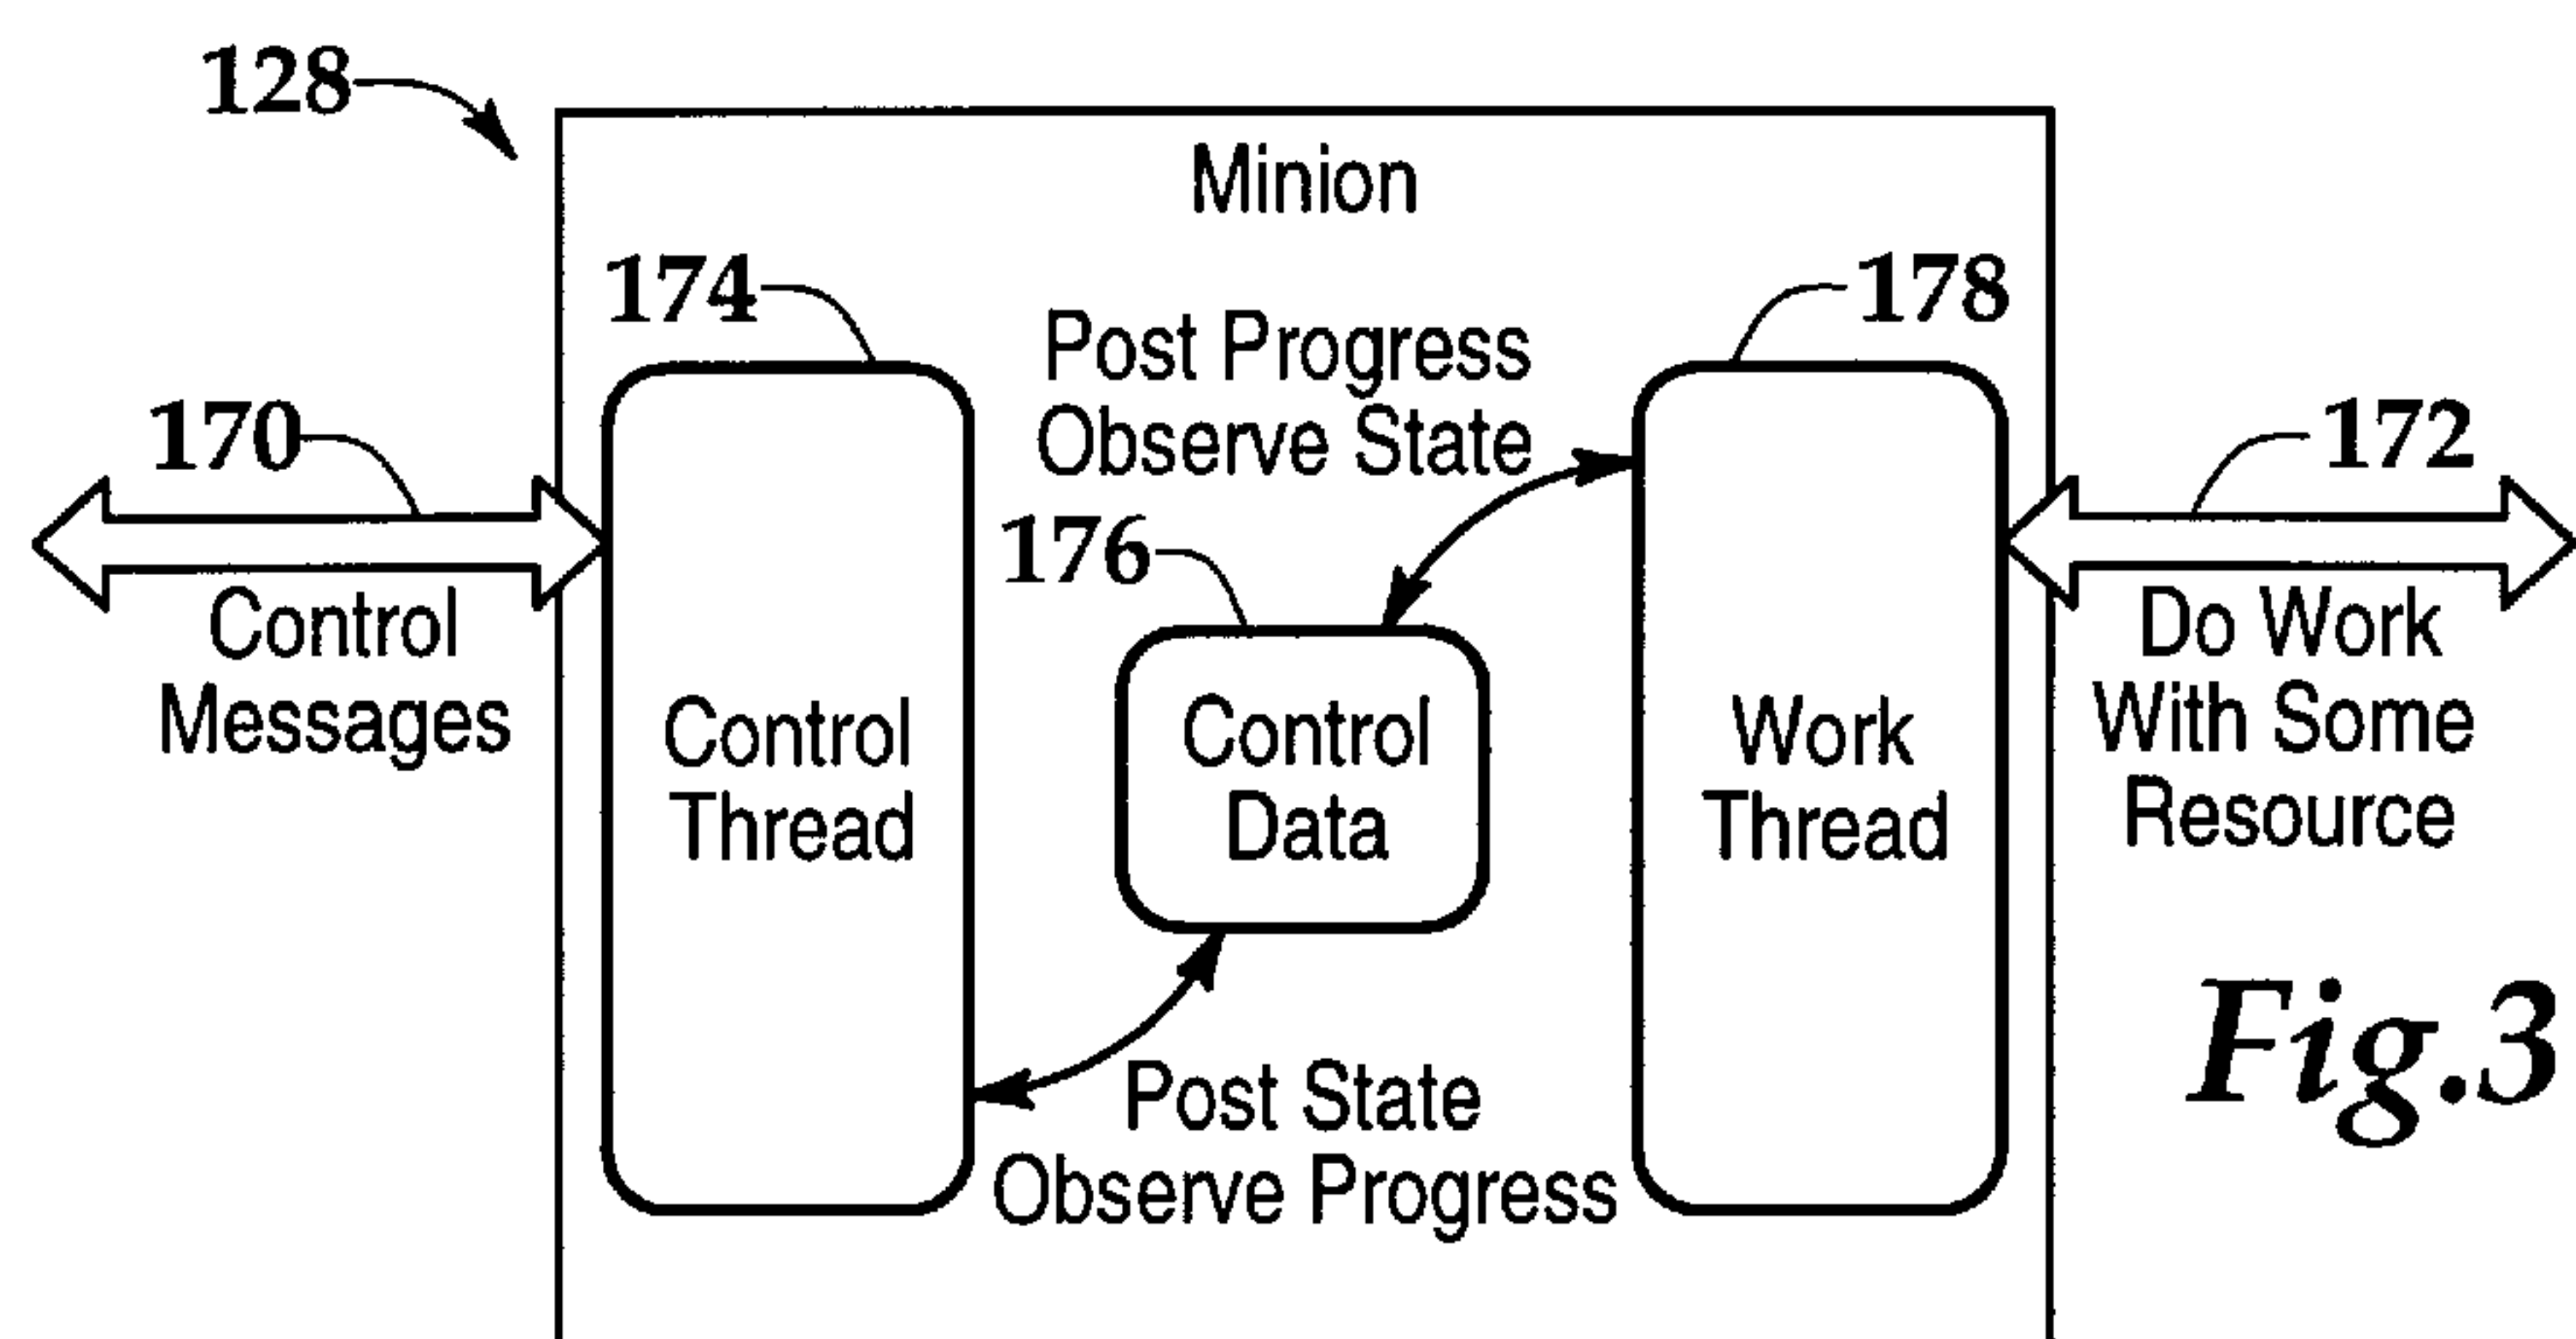 128
Minion
174
178
Post Progress
Observe State
170
172
176
Control
Messages
Do Work
With Some
Resource
Control
Thread
Control
Data
Work
Thread
Post State
Observe Progress
Fig.3